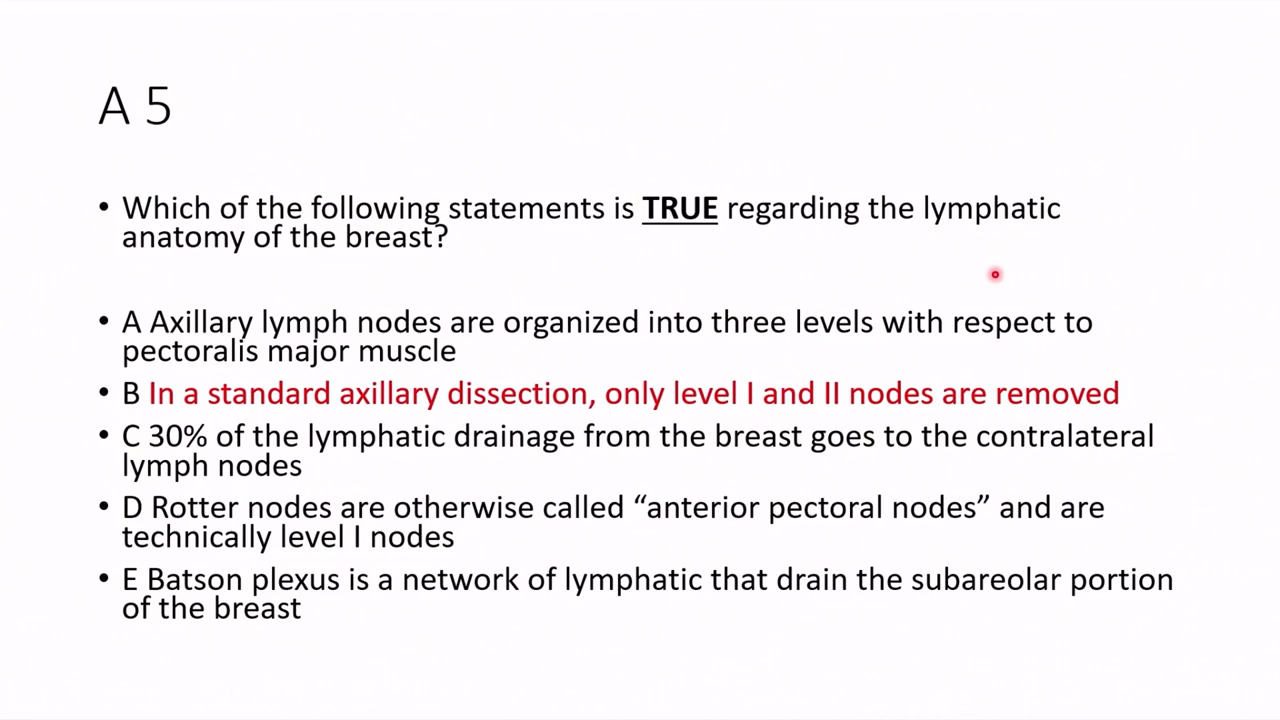 A 5
• Which of the following statements is TRUE regarding the lymphatic
anatomy of the breast?
• A Axillary lymph nodes are organized into three levels with respect to
pectoralis major muscle
• B In a standard axillary dissection, only level I and II nodes are removed
• C 30% of the lymphatic drainage from the breast goes to the contralateral
lymph nodes
• D Rotter nodes are otherwise called “anterior pectoral nodes” and are
technically level I nodes
• E Batson plexus is a network of lymphatic that drain the subareolar portion
of the breast